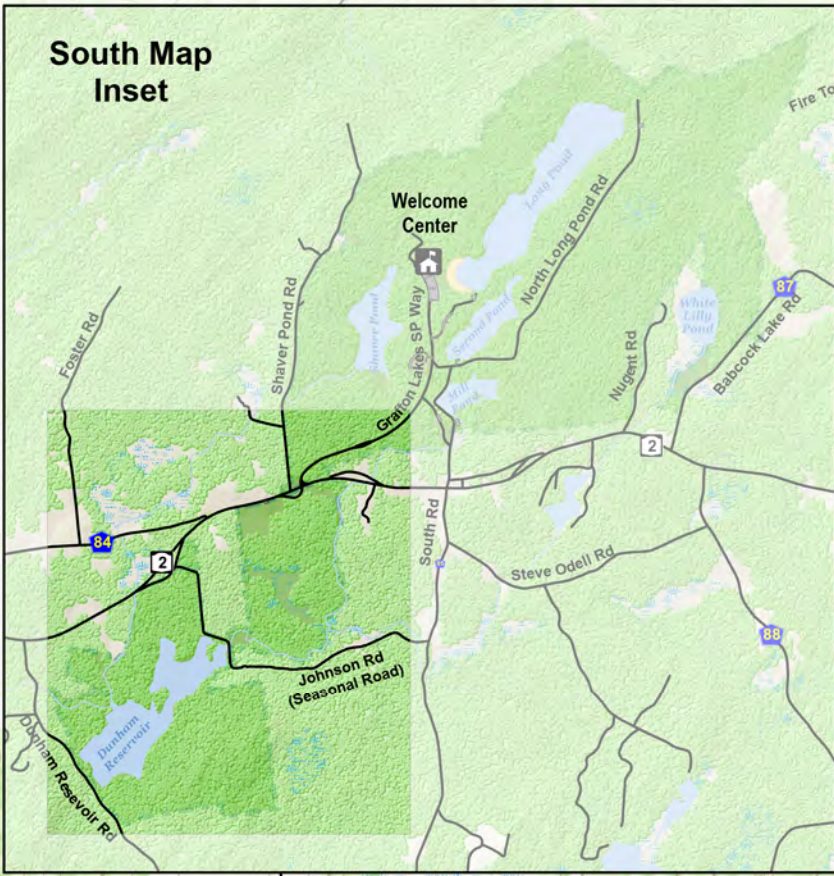 South Map
Inset
Fire To
Welcome
Center
Long Pond
North Long Pond Rd
Shaver Pond Rd
Shaver Pond
Grafton Lakes SP Way
Second Pond
Mill
Pond
White
Lilly
Pond
87
Babcock Lake Rd
Nugent Rd
Foster Rd
2
84
2
South Rd
Steve Odell Rd
88
Johnson Rd
(Seasonal Road)
Dunham
Reservoir
Dunham Resevoir Rd